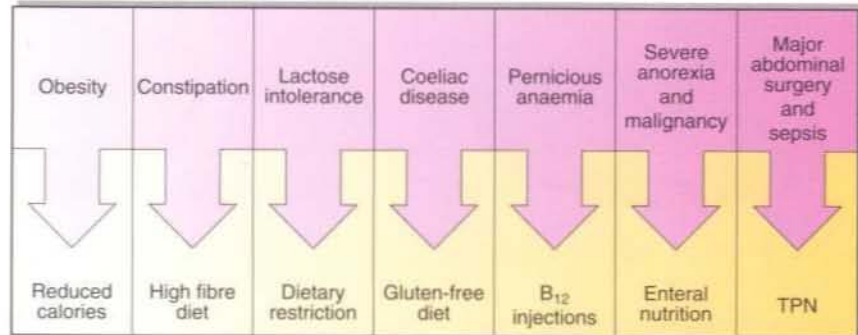 Obesity
Constipation
Lactose
intolerance
Coeliac
disease
Pernicious
anaemia
Severe
anorexia
and
malignancy
Major
abdominal
surgery
and
sepsis
Reduced
calories
High fibre
diet
Dietary
restriction
Gluten-free
diet
B₁₂
injections
Enteral
nutrition
TPN